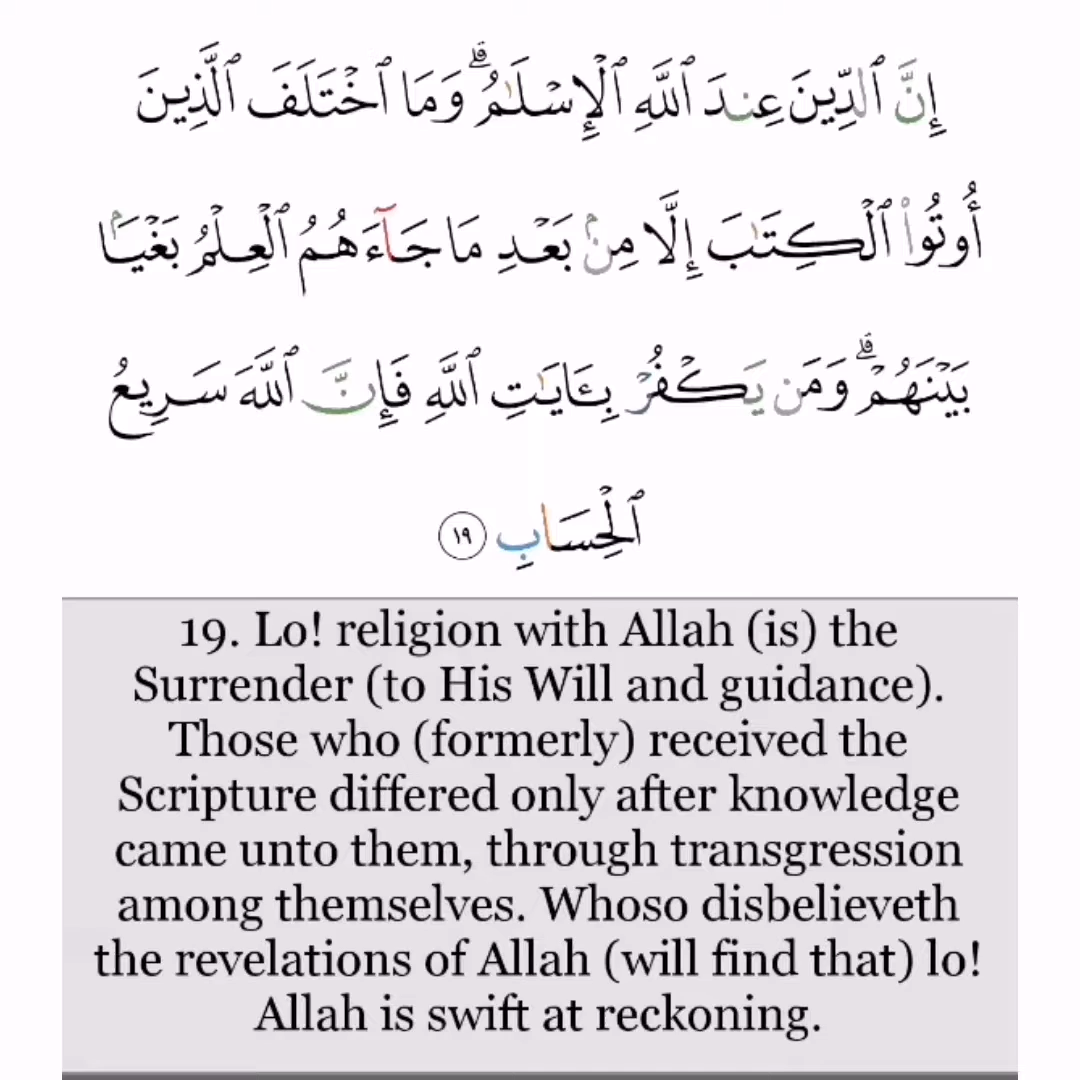 إِنَّ ٱلدِّينَ عِندَ ٱللَّهِ ٱلْإِسْلَـٰمُ ۗ وَمَا ٱخْتَلَفَ ٱلَّذِينَ
أُوتُوا۟ ٱلْكِتَـٰبَ إِلَّا مِنۢ بَعْدِ مَا جَآءَهُمُ ٱلْعِلْمُ بَغْيًۢا
بَيْنَهُمْ ۗ وَمَن يَكْفُرْ بِـَٔايَـٰتِ ٱللَّهِ فَإِنَّ ٱللَّهَ سَرِيعُ
ٱلْحِسَابِ ١٩
19. Lo! religion with Allah (is) the
Surrender (to His Will and guidance).
Those who (formerly) received the
Scripture differed only after knowledge
came unto them, through transgression
among themselves. Whoso disbelieveth
the revelations of Allah (will find that) lo!
Allah is swift at reckoning.